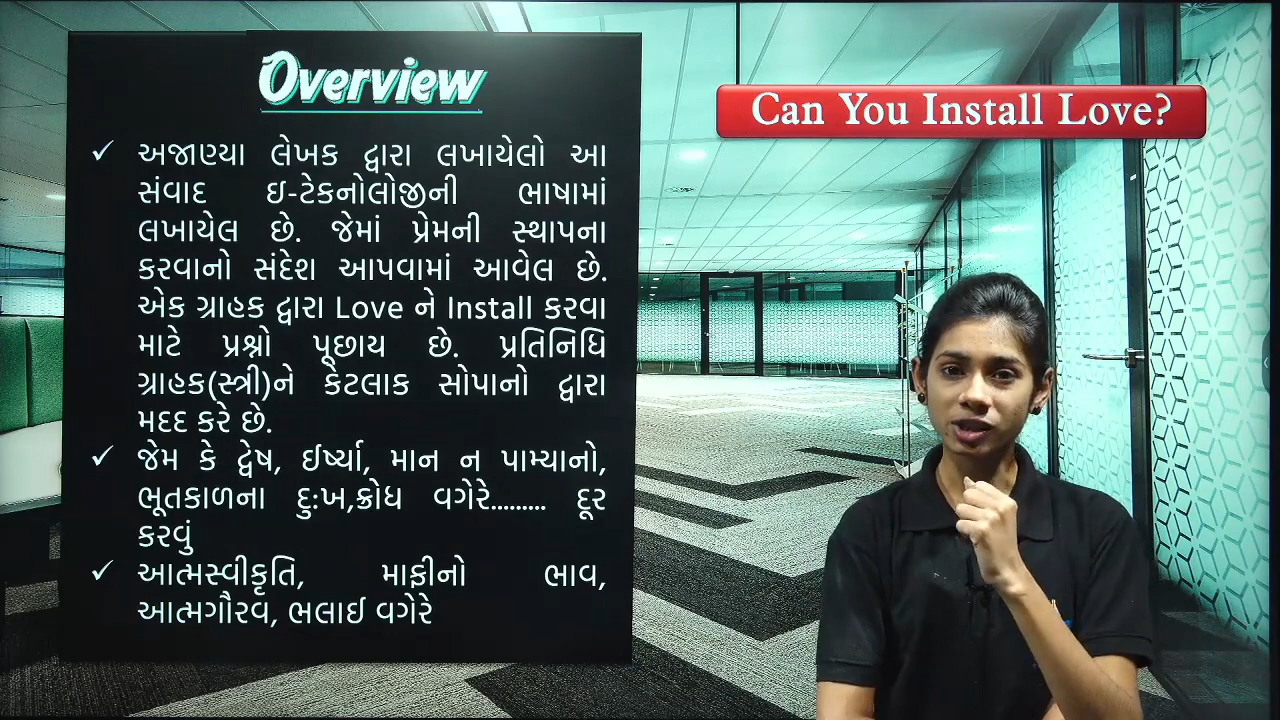 Overview
Can You Install Love?
અજાણ્યા લેખક દ્વારા લખાયેલો આ
સંવાદ ઇ-ટેકનોલોજીની ભાષામાં
લખાયેલ છે. જેમાં પ્રેમની સ્થાપના
કરવાનો સંદેશ આપવામાં આવેલ છે.
એક ગ્રાહક દ્વારા Love ને Install કરવા
માટે પ્રશ્નો પૂછાય છે. પ્રતિનિધિ
ગ્રાહક(સ્ત્રી)ને કેટલાક સોપાનો દ્વારા
મદદ કરે છે.
જેમ કે દ્વેષ, ઈર્ષ્યા, માન ન પામ્યાનો,
ભૂતકાળના દુઃખ,ક્રોધ વગેરે......... દૂર
કરવું
આત્મસ્વીકૃતિ, માફીનો ભાવ,
આત્મગૌરવ, ભલાઈ વગેરે